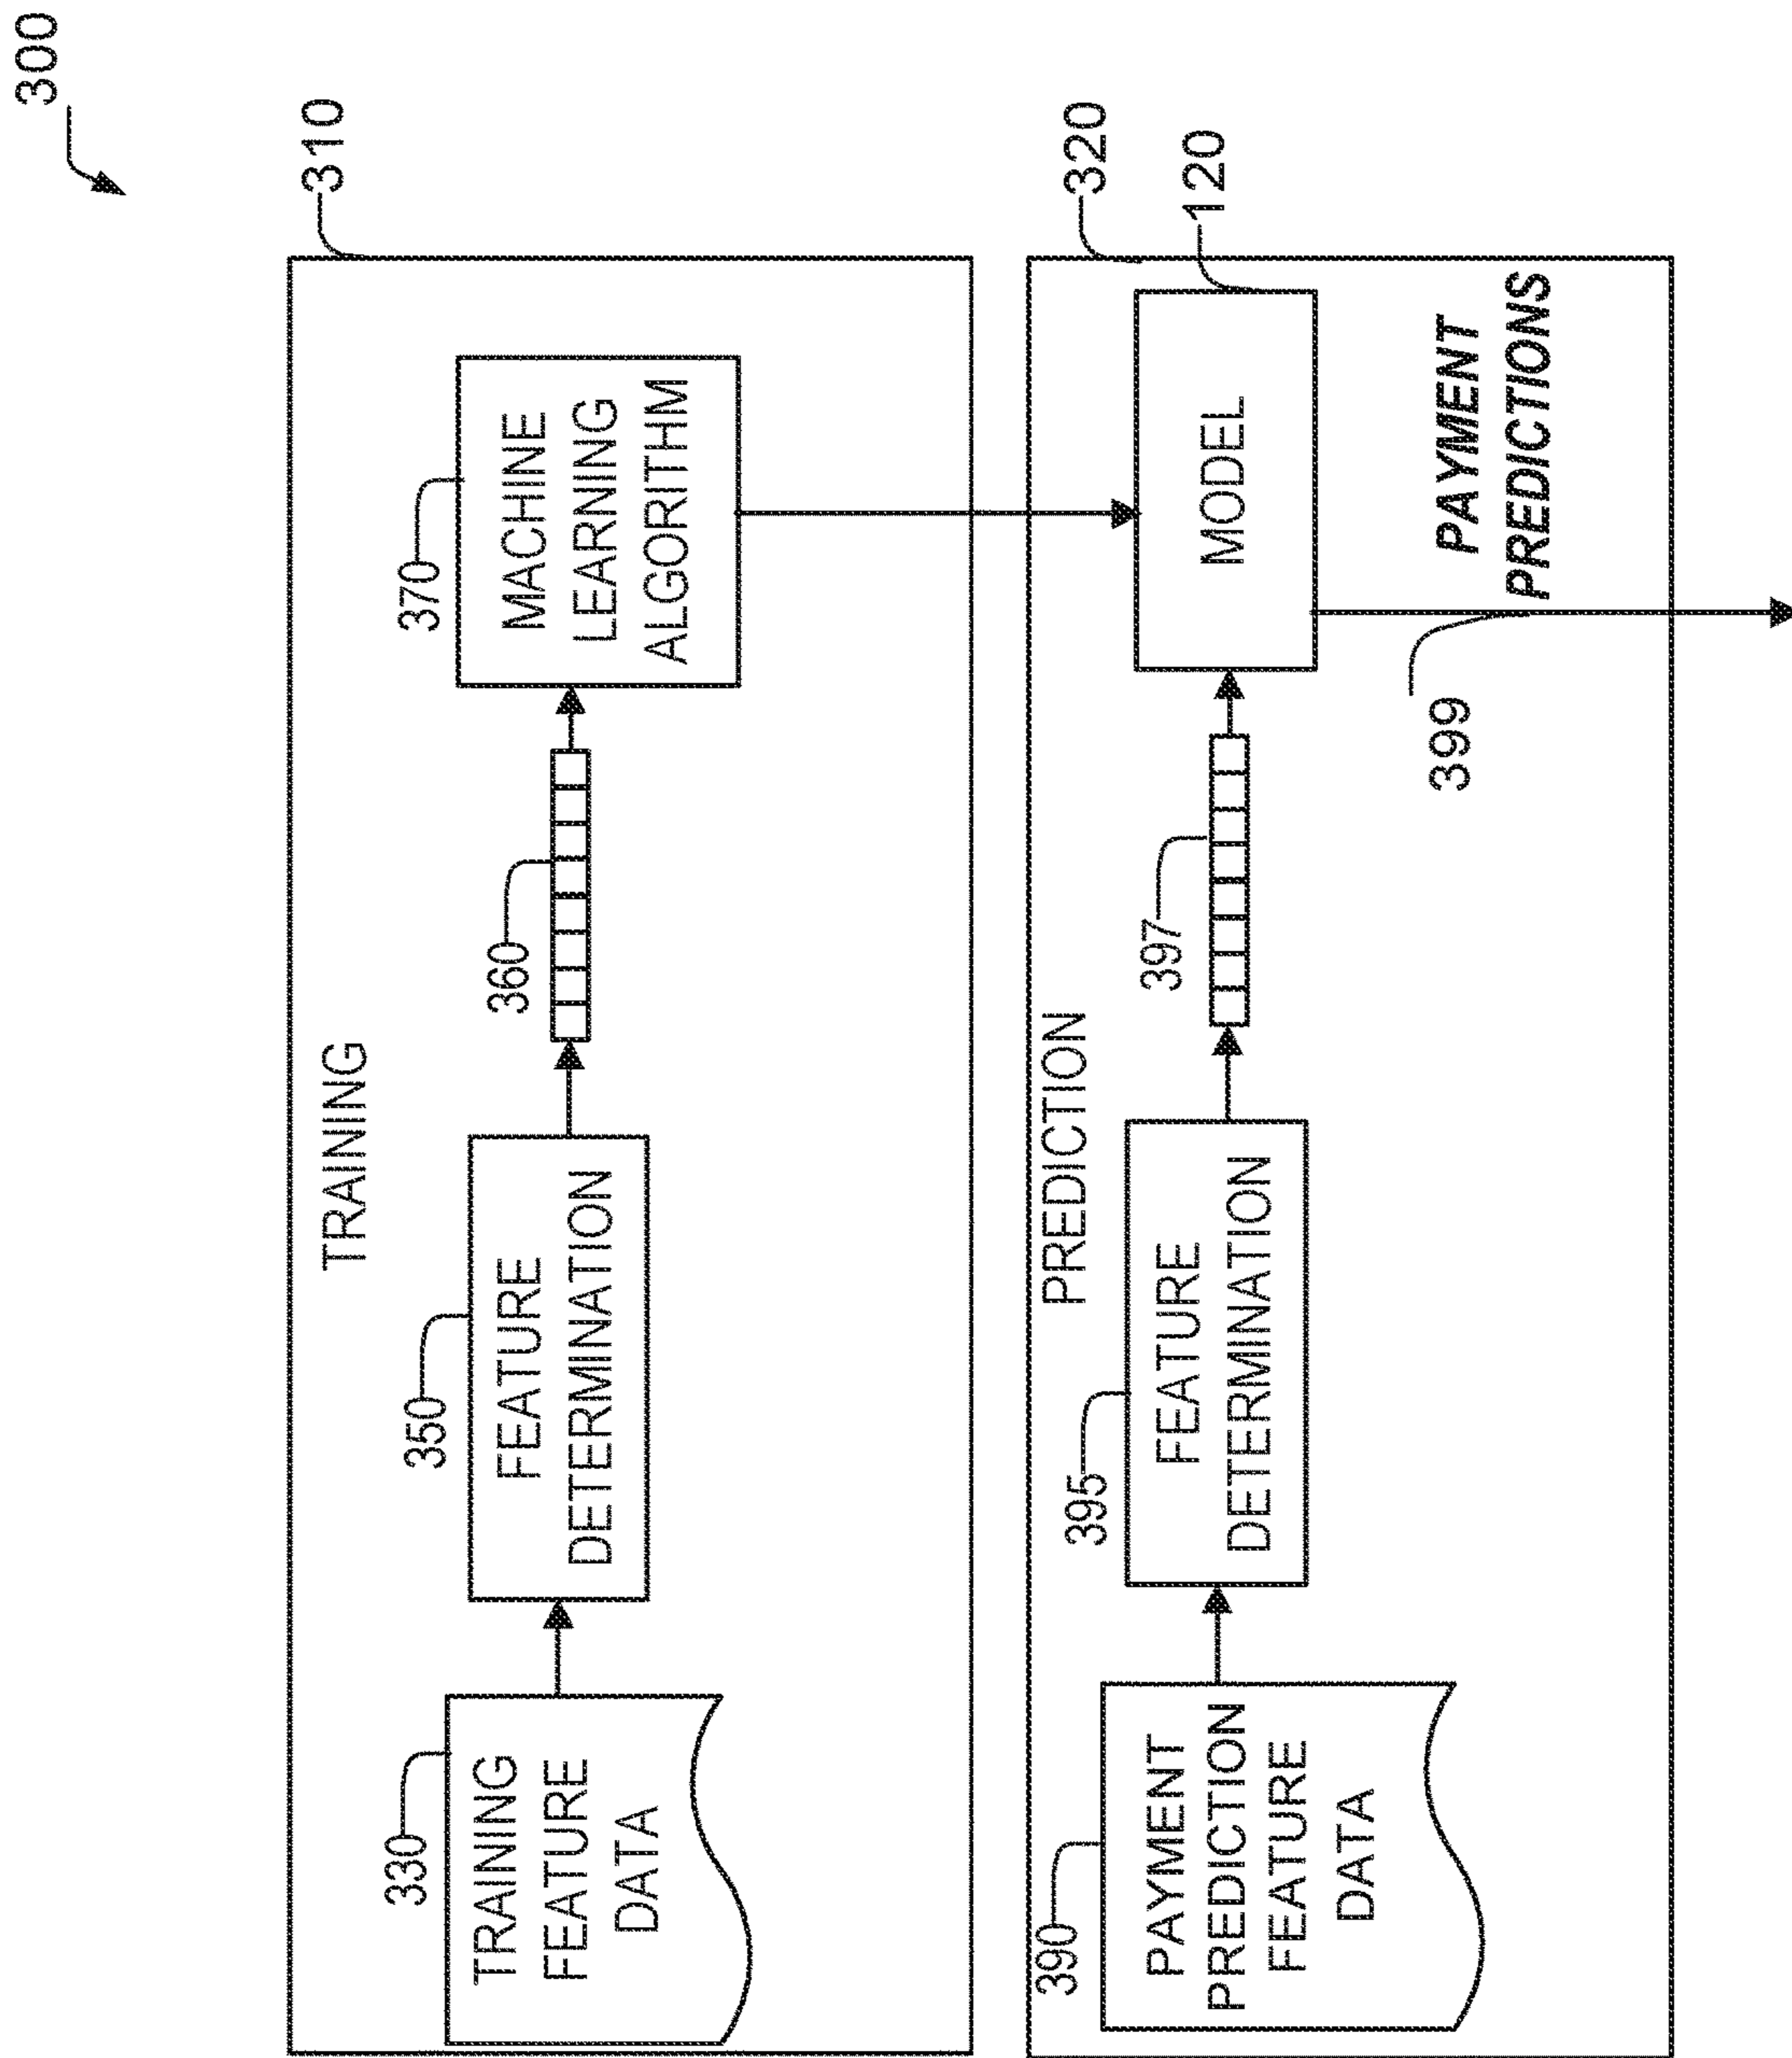 300
310
TRAINING
330
TRAINING
FEATURE
DATA
350
FEATURE
DETERMINATION
360
370
MACHINE
LEARNING
ALGORITHM
320
PREDICTION
390
PAYMENT
PREDICTION
FEATURE
DATA
395
FEATURE
DETERMINATION
397
120
MODEL
399
PAYMENT
PREDICTIONS